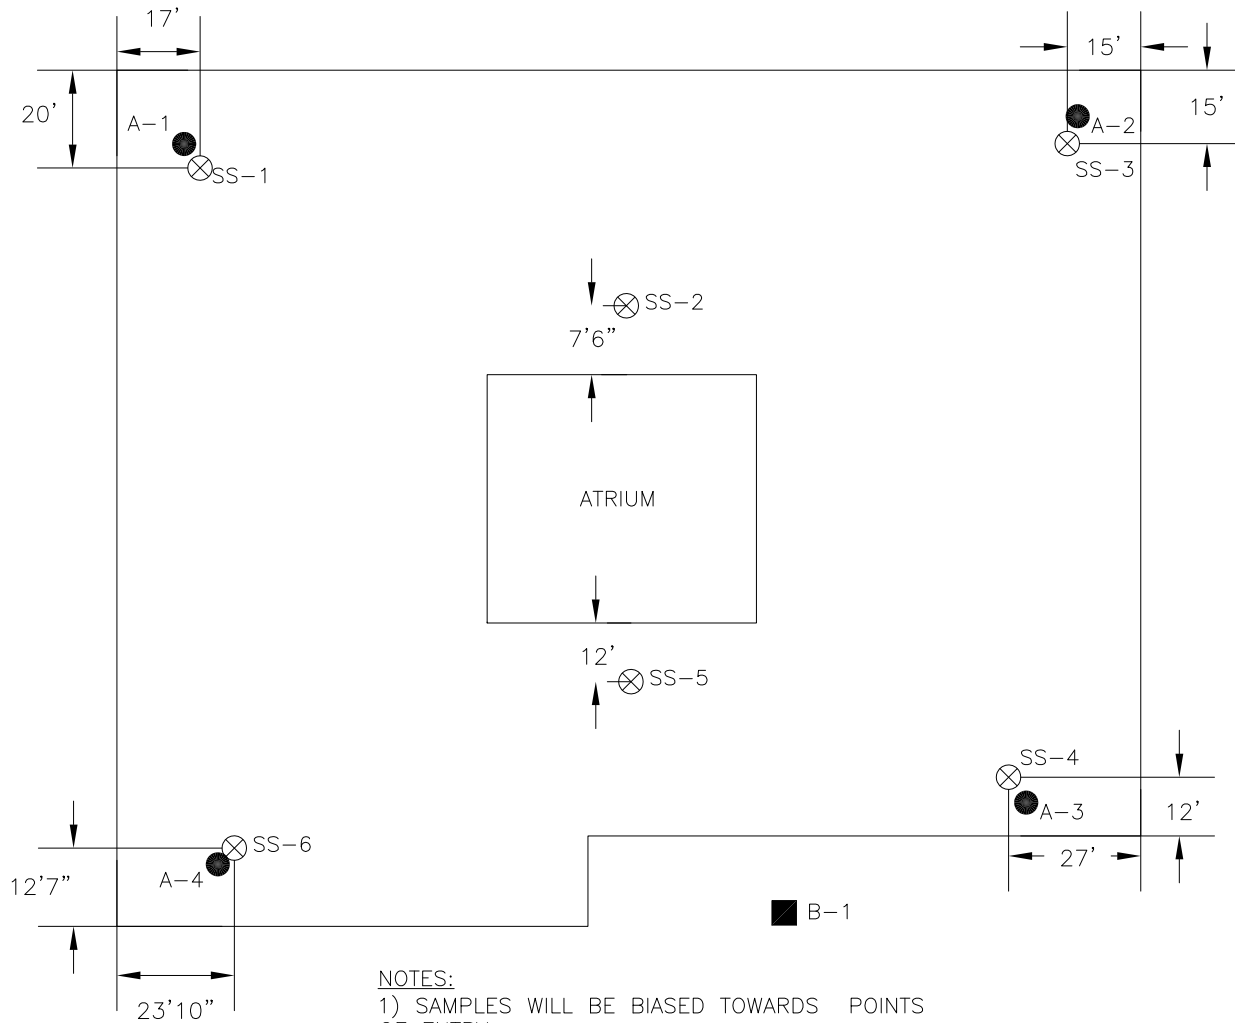 17'
15'
20'
15'
A-1
A-2
SS-1
SS-3
SS-2
7'6"
ATRIUM
12'
SS-5
SS-4
A-3
12'
27'
SS-6
A-4
12'7"
B-1
23'10"
NOTES:
1) SAMPLES WILL BE BIASED TOWARDS POINTS